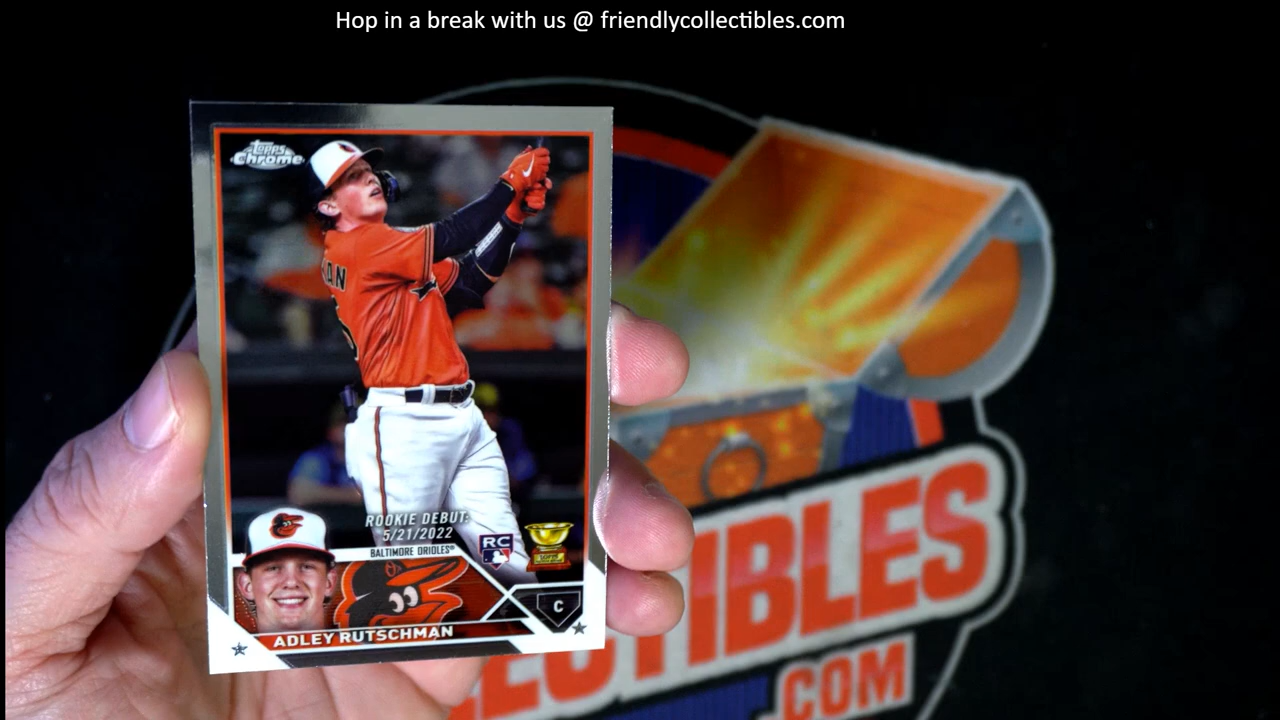 Hop in a break with us @ friendlycollectibles.com
Topps
Chrome
ROOKIE DEBUT:
5/21/2022
BALTIMORE ORIOLES®
RC
C
ADLEY RUTSCHMAN
LECTIBLES
.COM